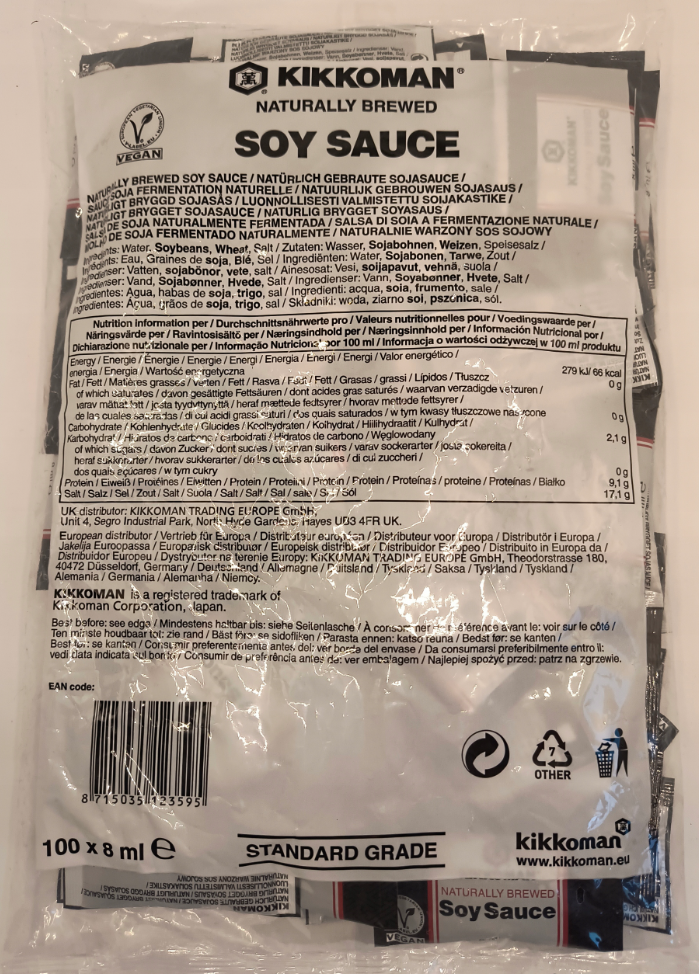 KIKKOMAN®
NATURALLY BREWED
SOY SAUCE
EUROPEAN VEGETARIAN
VEGAN
NATURALLY BREWED SOY SAUCE / NATÜRLICH GEBRAUTE SOJASAUCE /
SAUCE SOJA FERMENTATION NATURELLE / NATUURLIJK GEBROUWEN SOJASAUS /
NATURLIGT BRYGGD SOJASÅS / LUONNOLLISESTI VALMISTETTU SOIJAKASTIKE /
NATURLIGT BRYGGET SOJASAUCE / NATURLIG BRYGGET SOYASAUS /
SALSA DE SOJA NATURALMENTE FERMENTADA / SALSA DI SOIA A FERMENTAZIONE NATURALE /
MOLHO DE SOJA FERMENTADO NATURALMENTE / NATURALNIE WARZONY SOS SOJOWY
Ingredients: Water, Soybeans, Wheat, Salt / Zutaten: Wasser, Sojabohnen, Weizen, Speisesalz /
Ingrédients: Eau, Graines de soja, Blé, Sel / Ingrediënten: Water, Sojabonen, Tarwe, Zout /
Ingredienser: Vatten, sojabönor, vete, salt / Ainesosat: Vesi, soijapavut, vehnä, suola /
Ingredienser: Vand, Sojabønner, Hvede, Salt / Ingredienser: Vann, Soyabønner, Hvete, Salt /
Ingredientes: Agua, habas de soja, trigo, sal / Ingredienti: acqua, soia, frumento, sale /
Ingredientes: Água, grãos de soja, trigo, sal / Składniki: woda, ziarno soi, pszenica, sól.
Nutrition information per / Durchschnittsnährwerte pro / Valeurs nutritionnelles pour / Voedingswaarde per /
Näringsvärde per / Ravintosisältö per / Næringsindhold per / Næringsinnhold per / Información Nutricional por /
Dichiarazione nutrizionale per / Informação Nutricional por 100 ml / Informacja o wartości odżywczej w 100 ml produktu
Energy / Energie / Énergie / Energie / Energi / Energia / Energi / Energi / Valor energético /
energia / Energia / Wartość energetyczna 279 kJ/ 66 kcal
Fat / Fett / Matières grasses / Vetten / Fett / Rasva / Fedt / Fett / Grasas / grassi / Lípidos / Tłuszcz 0 g
of which saturates / davon gesättigte Fettsäuren / dont acides gras saturés / waarvan verzadigde vetzuren /
varav mättat fett / josta tyydyttynyttä / heraf mættede fedtsyrer / hvorav mettede fettsyrer /
de las cuales saturadas / di cui acidi grassi saturi / dos quais saturados / w tym kwasy tłuszczowe nasycone 0 g
Carbohydrate / Kohlenhydrate / Glucides / Koolhydraten / Kolhydrat / Hiilihydraatit / Kulhydrat /
Karbohydrat / Hidratos de carbono / carboidrati / Hidratos de carbono / Węglowodany 2,1 g
of which sugars / davon Zucker / dont sucres / waarvan suikers / varav sockerarter / josta sokereita /
heraf sukkerarter / hvorav sukkerarter / de los cuales azúcares / di cui zuccheri /
dos quais açúcares / w tym cukry 0 g
Protein / Eiweiß / Protéines / Eiwitten / Protein / Proteiini / Protein / Protein / Proteínas / proteine / Proteínas / Białko 9,1 g
Salt / Salz / Sel / Zout / Salt / Suola / Salt / Salt / Sal / sale / Sal / Sól 17,1 g
UK distributor: KIKKOMAN TRADING EUROPE GmbH,
Unit 4, Segro Industrial Park, North Hyde Gardens, Hayes UB3 4FR UK.
European distributor / Vertrieb für Europa / Distributeur européen / Distributeur voor Europa / Distributör i Europa /
Jakelija Euroopassa / Europæisk distributør / Europeisk distributør / Distribuidor Europeo / Distribuito in Europa da /
Distribuidor Europeu / Dystrybutor na terenie Europy: KIKKOMAN TRADING EUROPE GmbH, Theodorstrasse 180,
40472 Düsseldorf, Germany / Deutschland / Allemagne / Duitsland / Tyskland / Saksa / Tyskland / Tyskland /
Alemania / Germania / Alemanha / Niemcy.
KIKKOMAN is a registered trademark of
Kikkoman Corporation, Japan.
Best before: see edge / Mindestens haltbar bis: siehe Seitenlasche / À consommer de préférence avant le: voir sur le côté /
Ten minste houdbaar tot: zie rand / Bäst före: se sidofliken / Parasta ennen: katso reuna / Bedst før: se kanten /
Best før: se kanten / Consumir preferentemente antes del: ver borde del envase / Da consumarsi preferibilmente entro il:
vedi data indicata sul bordo / Consumir de preferência antes de: ver embalagem / Najlepiej spożyć przed: patrz na zgrzewie.
EAN code:
8 715035 123595
7
OTHER
100 x 8 ml e
STANDARD GRADE
kikkoman
www.kikkoman.eu
NATURALLY BREWED
Soy Sauce
VEGAN